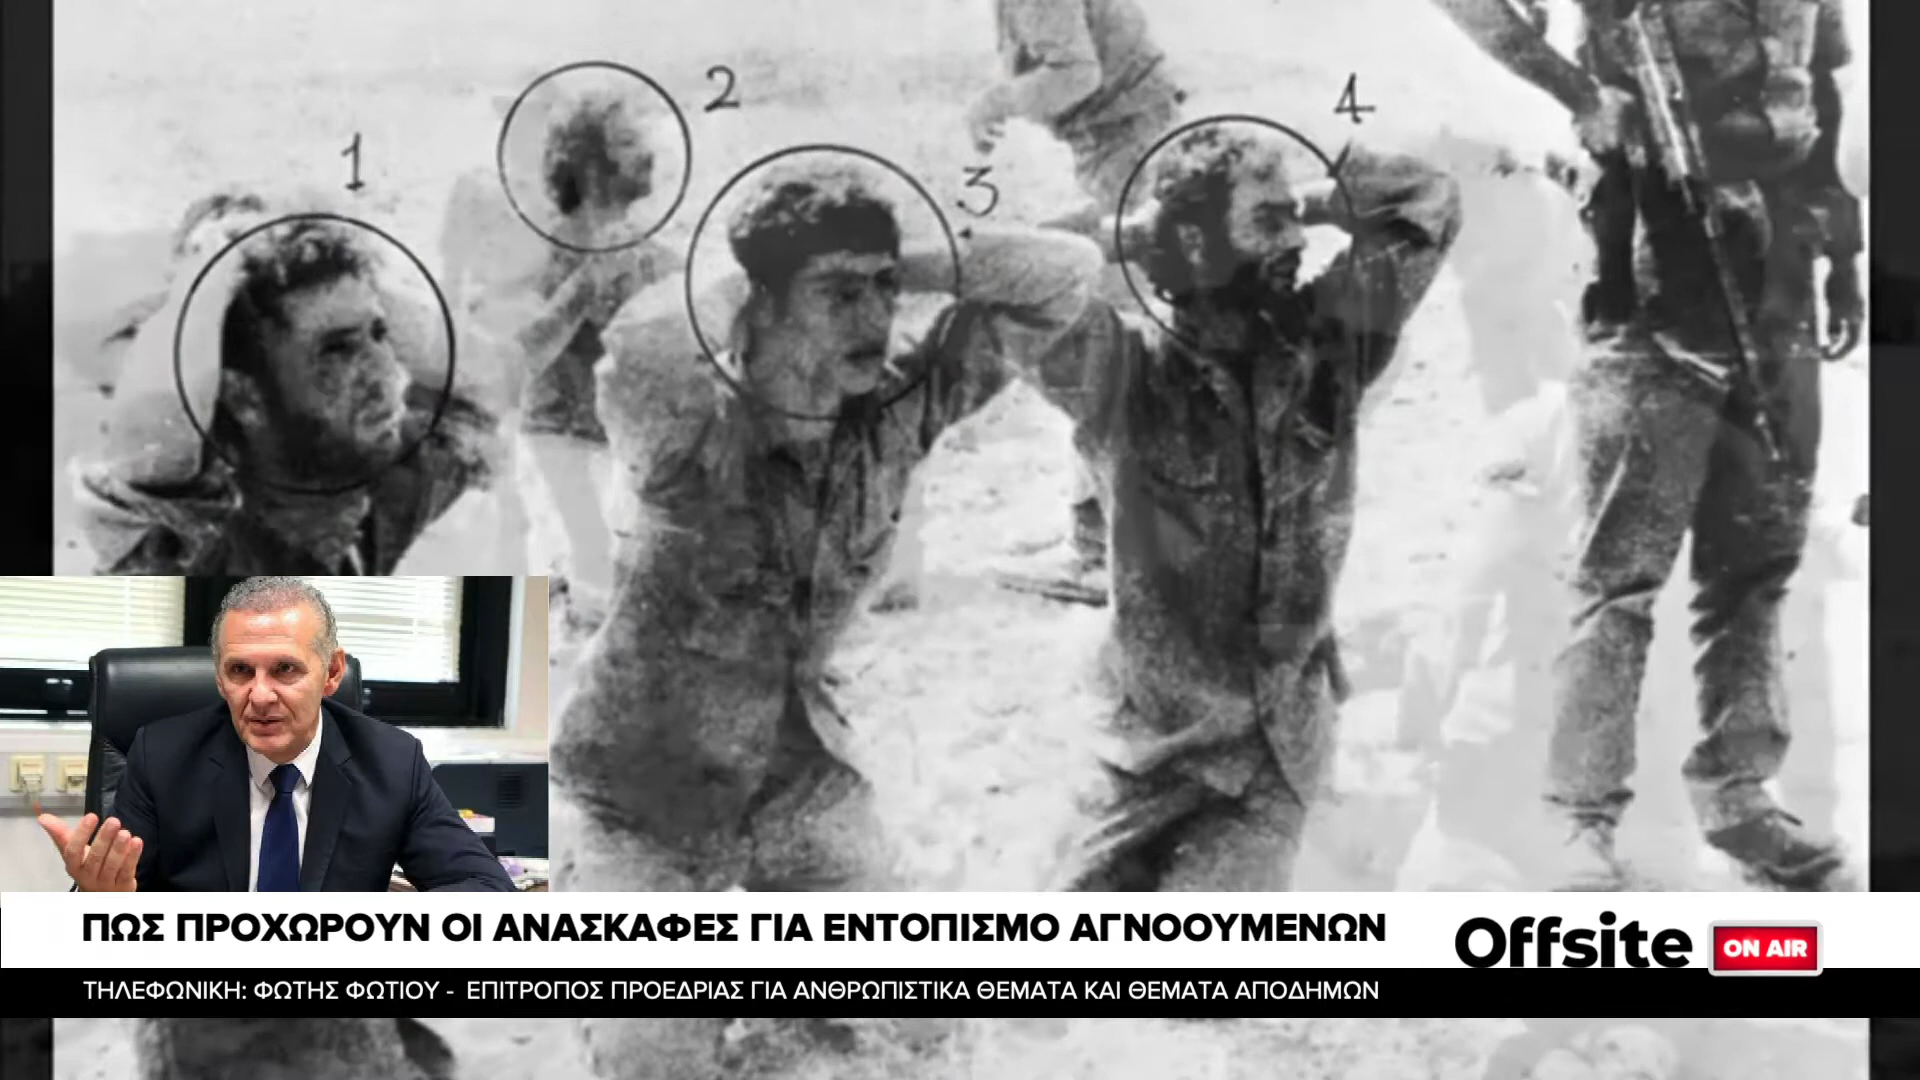 1
2
3
4
ΠΩΣ ΠΡΟΧΩΡΟΥΝ ΟΙ ΑΝΑΣΚΑΦΕΣ ΓΙΑ ΕΝΤΟΠΙΣΜΟ ΑΓΝΟΟΥΜΕΝΩΝ
Offsite ON AIR
ΤΗΛΕΦΩΝΙΚΗ: ΦΩΤΗΣ ΦΩΤΙΟΥ - ΕΠΙΤΡΟΠΟΣ ΠΡΟΕΔΡΙΑΣ ΓΙΑ ΑΝΘΡΩΠΙΣΤΙΚΑ ΘΕΜΑΤΑ ΚΑΙ ΘΕΜΑΤΑ ΑΠΟΔΗΜΩΝ